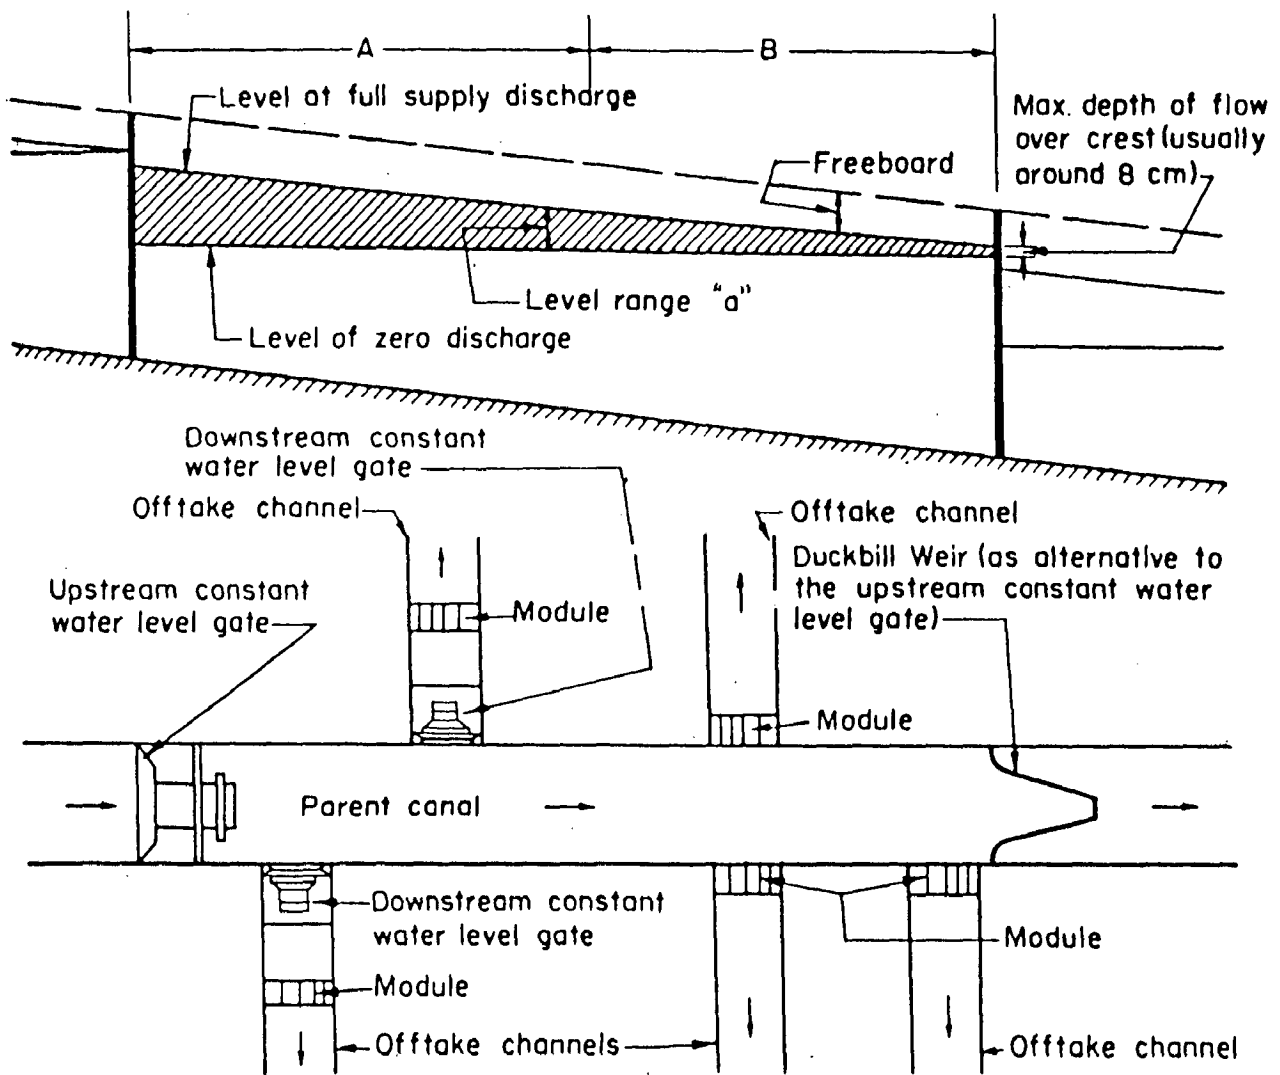 A
B
Level at full supply discharge
Max. depth of flow
over crest (usually
around 8 cm)
Freeboard
Level range "a"
Level of zero discharge
Downstream constant
water level gate
Offtake channel
Offtake channel
Duckbill Weir (as alternative to
the upstream constant water
level gate)
Upstream constant
water level gate
Module
Module
Parent canal
Downstream constant
water level gate
Module
Module
Offtake channels
Offtake channel